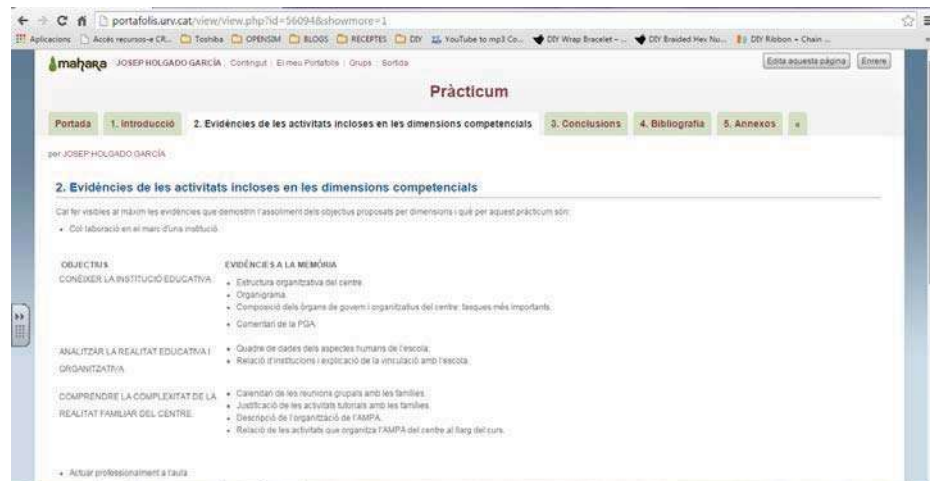 portafolis.urv.cat/view/view.php?id=56094&showmore=1
Aplicacions Accés recursos-e CR... Toshiba OPENSIM BLOGS RECEPTES DIY YouTube to mp3 Co... DIY Wrap Bracelet – ... DIY Braided Hex Nu... DIY Ribbon + Chain ...
mahara JOSEP HOLGADO GARCÍA Contingut El meu Portafolis Grups Sortida Edita aquesta pàgina Enrere
Pràcticum
Portada 1. Introducció 2. Evidències de les activitats incloses en les dimensions competencials 3. Conclusions 4. Bibliografia 5. Annexos «
per JOSEP HOLGADO GARCÍA
2. Evidències de les activitats incloses en les dimensions competencials
Cal fer visibles al màxim les evidències que demostrin l'assoliment dels objectius proposats per dimensions i què per aquest pràcticum són:
• Col·laboració en el marc d'una institució.
OBJECTIUS EVIDÈNCIES A LA MEMÒRIA
CONÈIXER LA INSTITUCIÓ EDUCATIVA • Estructura organitzativa del centre
• Organigrama.
• Composició dels òrgans de govern i organitzatius del centre: tasques més importants.
• Comentari de la PGA.
ANALITZAR LA REALITAT EDUCATIVA I • Quadre de dades dels aspectes humans de l'escola.
ORGANITZATIVA. • Relació d'institucions i explicació de la vinculació amb l'escola.
COMPRENDRE LA COMPLEXITAT DE LA • Calendari de les reunions grupals amb les famílies.
REALITAT FAMILIAR DEL CENTRE. • Justificació de les activitats tutorials amb les famílies.
• Descripció de l'organització de l'AMPA.
• Relació de les activitats que organitza l'AMPA del centre al llarg del curs.
• Actuar professionalment a l'aula